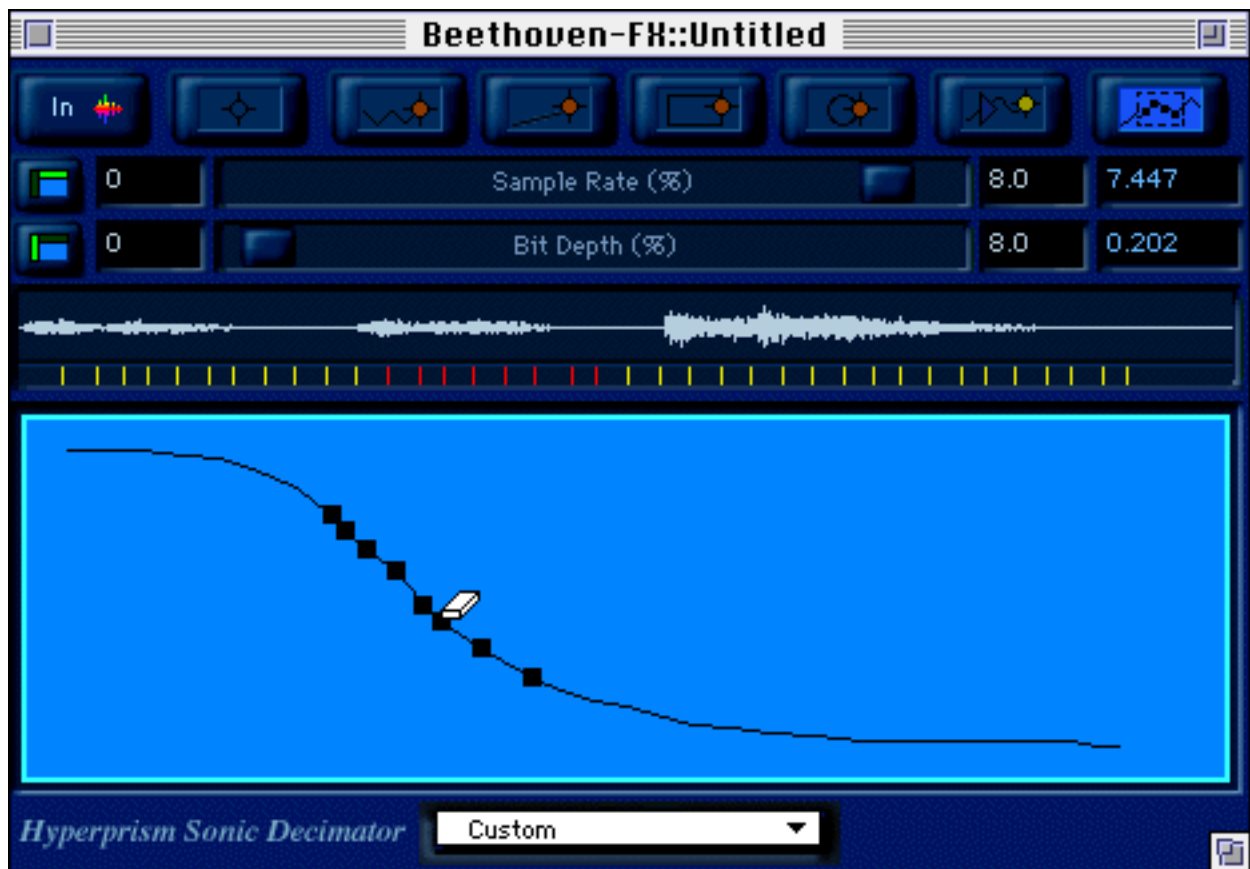 Beethoven-FX::Untitled
In
0 Sample Rate (%) 8.0 7.447
0 Bit Depth (%) 8.0 0.202
Hyperprism Sonic Decimator Custom